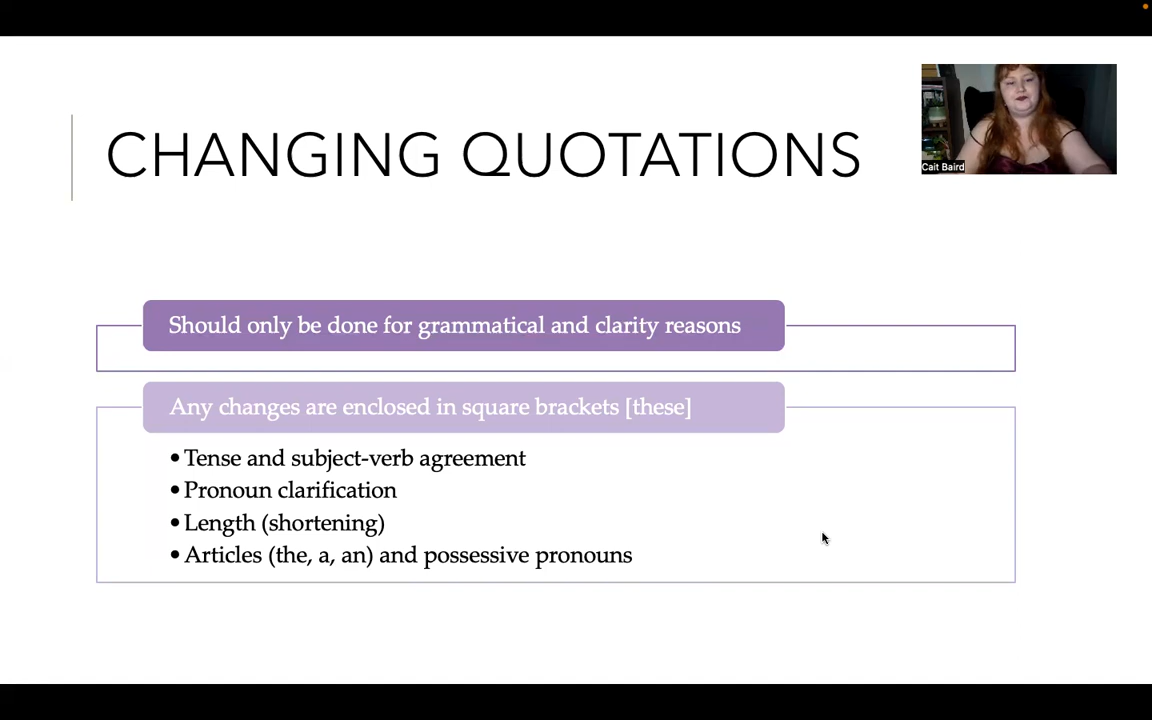 CHANGING QUOTATIONS
Cait Baird
Should only be done for grammatical and clarity reasons
Any changes are enclosed in square brackets [these]
•Tense and subject-verb agreement
•Pronoun clarification
•Length (shortening)
•Articles (the, a, an) and possessive pronouns